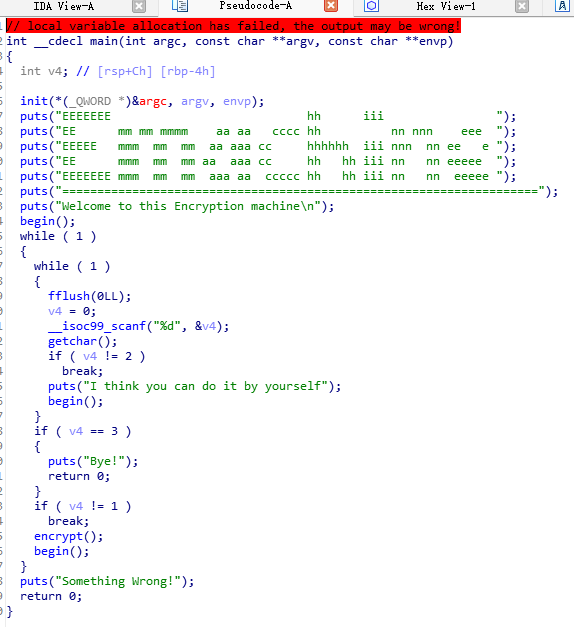 IDA View-A Pseudocode-A Hex View-1
// local variable allocation has failed, the output may be wrong!
int __cdecl main(int argc, const char **argv, const char **envp)
{
  int v4; // [rsp+Ch] [rbp-4h]

  init(*(_QWORD *)&argc, argv, envp);
  puts("EEEEEEE                            hh      iii                ");
  puts("EE      mm mm mmmm    aa aa   cccc hh          nn nnn    eee  ");
  puts("EEEEE   mmm  mm  mm  aa aaa cc     hhhhhh  iii nnn  nn ee   e ");
  puts("EE      mmm  mm  mm aa  aaa cc     hh   hh iii nn   nn eeeee  ");
  puts("EEEEEEE mmm  mm  mm  aaa aa  ccccc hh   hh iii nn   nn  eeeee ");
  puts("====================================================================");
  puts("Welcome to this Encryption machine\n");
  begin();
  while ( 1 )
  {
    while ( 1 )
    {
      fflush(0LL);
      v4 = 0;
      __isoc99_scanf("%d", &v4);
      getchar();
      if ( v4 != 2 )
        break;
      puts("I think you can do it by yourself");
      begin();
    }
    if ( v4 == 3 )
    {
      puts("Bye!");
      return 0;
    }
    if ( v4 != 1 )
      break;
    encrypt();
    begin();
  }
  puts("Something Wrong!");
  return 0;
}